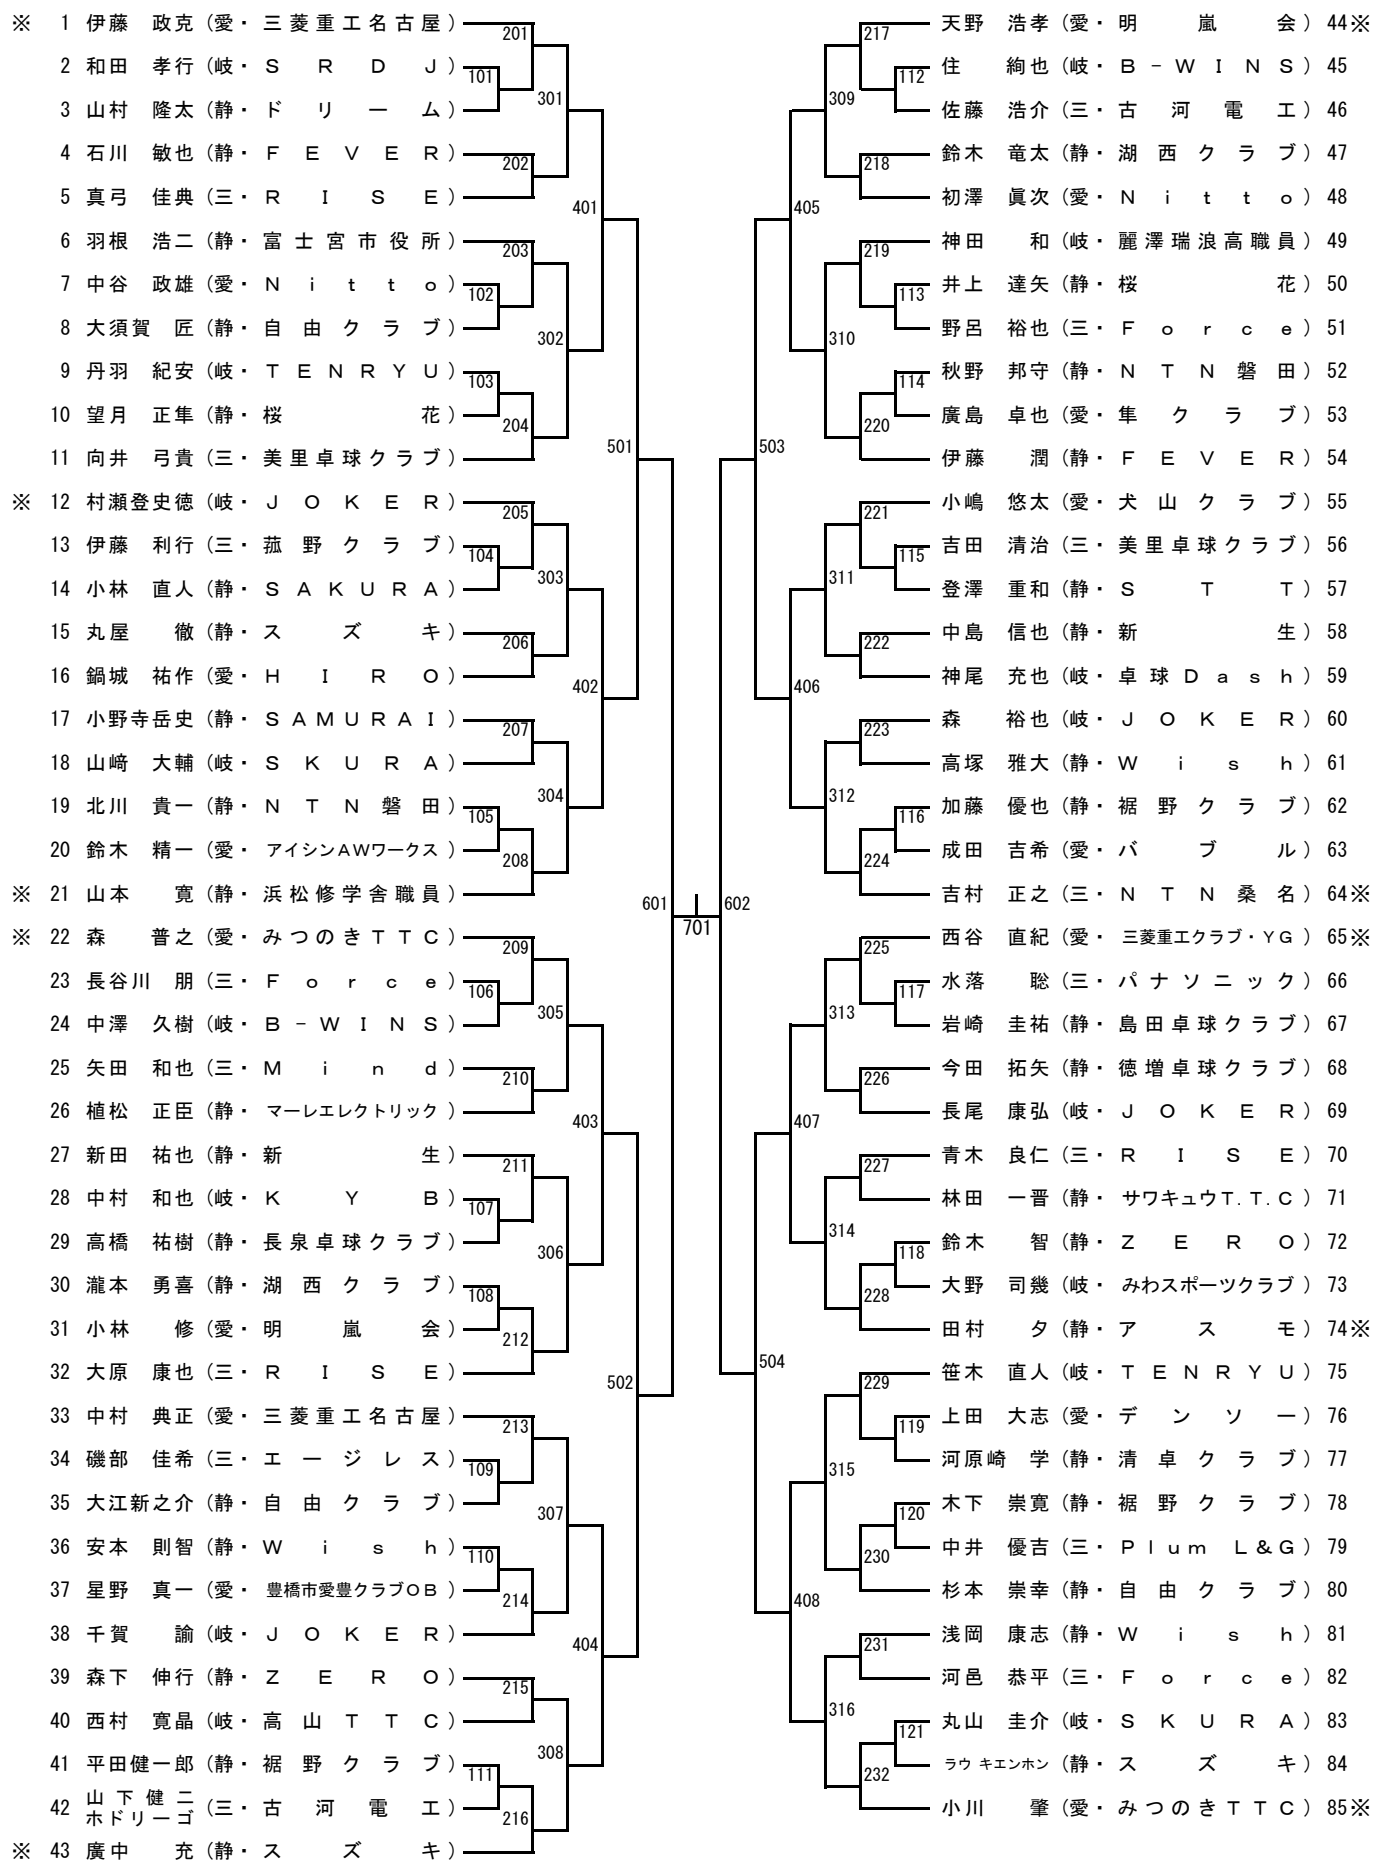 ※ 1 伊藤 政克 (愛・三菱重工名古屋)
2 和田 孝行 (岐・SRDJ)
3 山村 隆太 (静・ドリーム)
4 石川 敏也 (静・FEVER)
5 真弓 佳典 (三・RISE)
6 羽根 浩二 (静・富士宮市役所)
7 中谷 政雄 (愛・Nitto)
8 大須賀 匠 (静・自由クラブ)
9 丹羽 紀安 (岐・TENRYU)
10 望月 正隼 (静・桜花)
11 向井 弓貴 (三・美里卓球クラブ)
※ 12 村瀬登史徳 (岐・JOKER)
13 伊藤 利行 (三・菰野クラブ)
14 小林 直人 (静・SAKURA)
15 丸屋 徹 (静・スズキ)
16 鍋城 祐作 (愛・HIRO)
17 小野寺岳史 (静・SAMURAI)
18 山﨑 大輔 (岐・SKURA)
19 北川 貴一 (静・NTN磐田)
20 鈴木 精一 (愛・アイシンAWワークス)
※ 21 山本 寛 (静・浜松修学舎職員)
※ 22 森 普之 (愛・みつのきTTC)
23 長谷川 朋 (三・Force)
24 中澤 久樹 (岐・B-WINS)
25 矢田 和也 (三・Mind)
26 植松 正臣 (静・マーレエレクトリック)
27 新田 祐也 (静・新生)
28 中村 和也 (岐・KYB)
29 高橋 祐樹 (静・長泉卓球クラブ)
30 瀧本 勇喜 (静・湖西クラブ)
31 小林 修 (愛・明嵐会)
32 大原 康也 (三・RISE)
33 中村 典正 (愛・三菱重工名古屋)
34 磯部 佳希 (三・エージレス)
35 大江新之介 (静・自由クラブ)
36 安本 則智 (静・Wish)
37 星野 真一 (愛・豊橋市愛豊クラブOB)
38 千賀 諭 (岐・JOKER)
39 森下 伸行 (静・ZERO)
40 西村 寛晶 (岐・高山TTC)
41 平田健一郎 (静・裾野クラブ)
42 山下健二ホドリーゴ (三・古河電工)
※ 43 廣中 充 (静・スズキ)
201
101
301
202
401
203
102
302
103
204
501
205
104
303
206
402
207
304
105
208
601
209
106
305
210
403
211
107
306
108
212
502
213
109
307
110
214
404
215
308
111
216
701
217
112
309
218
405
219
113
310
114
220
503
221
115
311
222
406
223
312
116
224
602
225
117
313
226
407
227
314
118
228
504
229
119
315
120
230
408
231
316
121
232
天野 浩孝 (愛・明嵐会) 44※
住 絢也 (岐・B-WINS) 45
佐藤 浩介 (三・古河電工) 46
鈴木 竜太 (静・湖西クラブ) 47
初澤 眞次 (愛・Nitto) 48
神田 和 (岐・麗澤瑞浪高職員) 49
井上 達矢 (静・桜花) 50
野呂 裕也 (三・Force) 51
秋野 邦守 (静・NTN磐田) 52
廣島 卓也 (愛・隼クラブ) 53
伊藤 潤 (静・FEVER) 54
小嶋 悠太 (愛・犬山クラブ) 55
吉田 清治 (三・美里卓球クラブ) 56
登澤 重和 (静・STT) 57
中島 信也 (静・新生) 58
神尾 充也 (岐・卓球Dash) 59
森 裕也 (岐・JOKER) 60
高塚 雅大 (静・Wish) 61
加藤 優也 (静・裾野クラブ) 62
成田 吉希 (愛・バブル) 63
吉村 正之 (三・NTN桑名) 64※
西谷 直紀 (愛・三菱重工クラブ・YG) 65※
水落 聡 (三・パナソニック) 66
岩崎 圭祐 (静・島田卓球クラブ) 67
今田 拓矢 (静・徳増卓球クラブ) 68
長尾 康弘 (岐・JOKER) 69
青木 良仁 (三・RISE) 70
林田 一晋 (静・サワキュウT.T.C) 71
鈴木 智 (静・ZERO) 72
大野 司幾 (岐・みわスポーツクラブ) 73
田村 夕 (静・アスモ) 74※
笹木 直人 (岐・TENRYU) 75
上田 大志 (愛・デンソー) 76
河原崎 学 (静・清卓クラブ) 77
木下 崇寛 (静・裾野クラブ) 78
中井 優吉 (三・Plum L&G) 79
杉本 崇幸 (静・自由クラブ) 80
浅岡 康志 (静・Wish) 81
河邑 恭平 (三・Force) 82
丸山 圭介 (岐・SKURA) 83
ラウ キエンホン (静・スズキ) 84
小川 肇 (愛・みつのきTTC) 85※